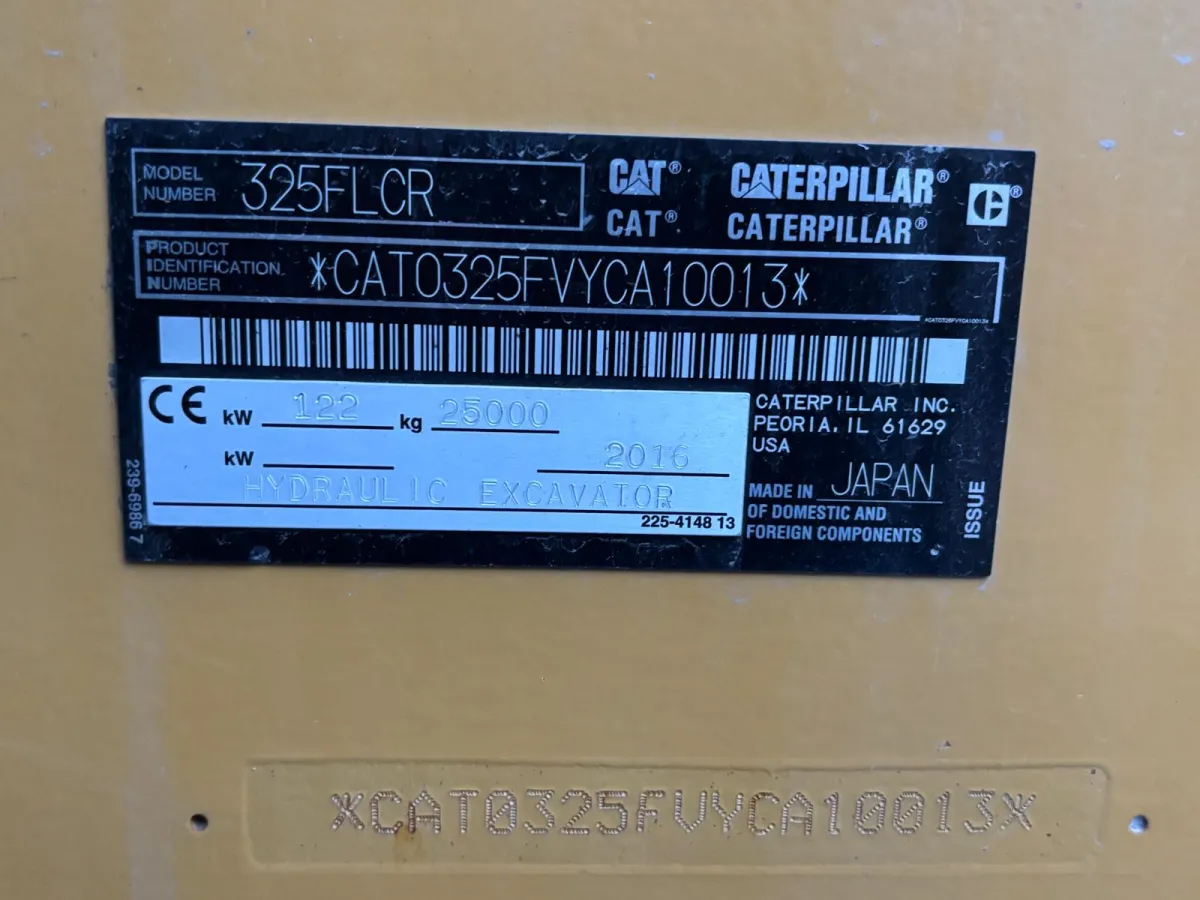 MODEL NUMBER 325FLCR
CAT® CATERPILLAR®
CAT® CATERPILLAR®
PRODUCT IDENTIFICATION NUMBER *CAT0325FVYCA10013*
*CAT0325FVYCA10013*
CE kW 122 kg 25000
kW 2016
HYDRAULIC EXCAVATOR
225-4148 13
239-6986 7
CATERPILLAR INC.
PEORIA, IL 61629
USA
MADE IN JAPAN
OF DOMESTIC AND
FOREIGN COMPONENTS
ISSUE
*CAT0325FVYCA10013*